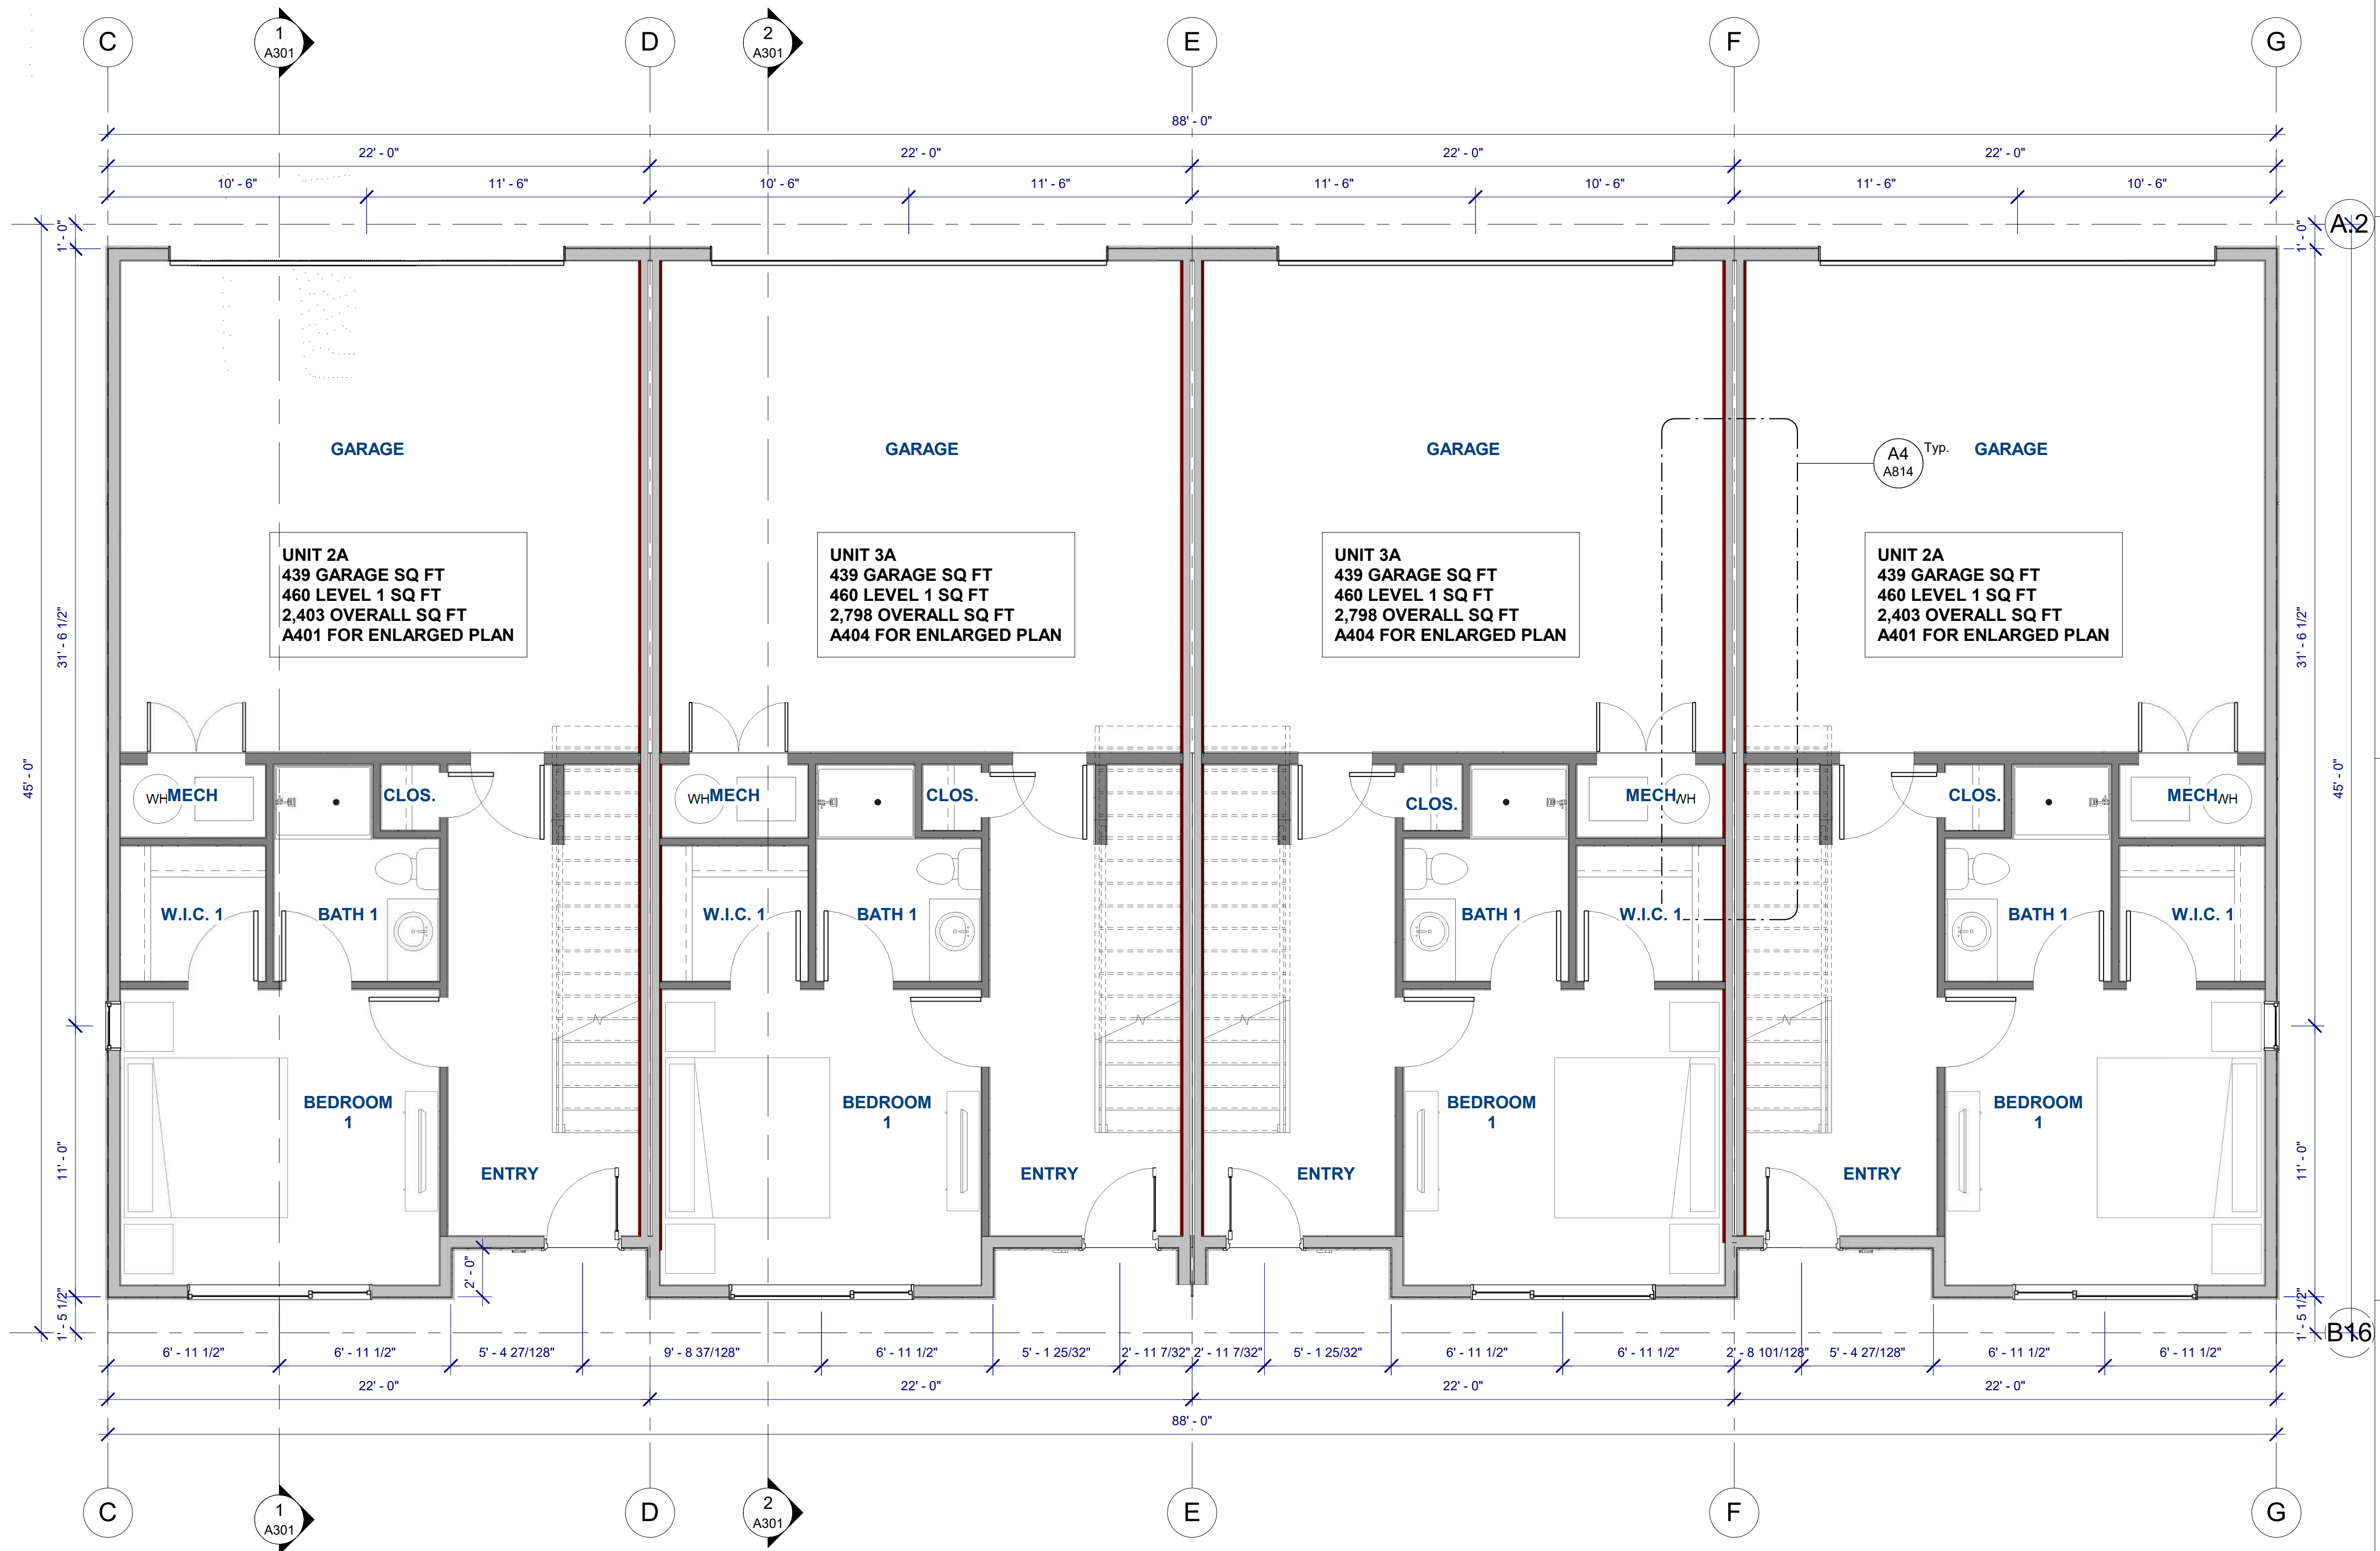 C
1
A301
D
2
A301
E
F
G
88' - 0"
22' - 0"
22' - 0"
22' - 0"
22' - 0"
10' - 6"
11' - 6"
10' - 6"
11' - 6"
11' - 6"
10' - 6"
11' - 6"
10' - 6"
1' - 0"
1' - 0"
A.2
GARAGE
GARAGE
GARAGE
A4
A814
Typ.
GARAGE
UNIT 2A
439 GARAGE SQ FT
460 LEVEL 1 SQ FT
2,403 OVERALL SQ FT
A401 FOR ENLARGED PLAN
UNIT 3A
439 GARAGE SQ FT
460 LEVEL 1 SQ FT
2,798 OVERALL SQ FT
A404 FOR ENLARGED PLAN
UNIT 3A
439 GARAGE SQ FT
460 LEVEL 1 SQ FT
2,798 OVERALL SQ FT
A404 FOR ENLARGED PLAN
UNIT 2A
439 GARAGE SQ FT
460 LEVEL 1 SQ FT
2,403 OVERALL SQ FT
A401 FOR ENLARGED PLAN
31' - 6 1/2"
31' - 6 1/2"
45' - 0"
45' - 0"
WH MECH
CLOS.
WH MECH
CLOS.
CLOS.
MECH WH
CLOS.
MECH WH
W.I.C. 1
BATH 1
W.I.C. 1
BATH 1
BATH 1
W.I.C. 1
BATH 1
W.I.C. 1
BEDROOM
1
BEDROOM
1
BEDROOM
1
BEDROOM
1
11' - 0"
11' - 0"
ENTRY
ENTRY
ENTRY
ENTRY
2' - 0"
1' - 5 1/2"
1' - 5 1/2"
B16
6' - 11 1/2"
6' - 11 1/2"
5' - 4 27/128"
9' - 8 37/128"
6' - 11 1/2"
5' - 1 25/32"
2' - 11 7/32"
2' - 11 7/32"
5' - 1 25/32"
6' - 11 1/2"
6' - 11 1/2"
2' - 8 101/128"
5' - 4 27/128"
6' - 11 1/2"
6' - 11 1/2"
22' - 0"
22' - 0"
22' - 0"
22' - 0"
88' - 0"
C
1
A301
D
2
A301
E
F
G